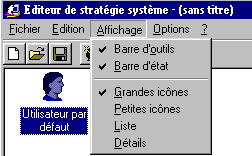 Editeur de stratégie système - (sans titre)
Fichier Edition Affichage Options ?
Barre d'outils
Barre d'état
Grandes icônes
Petites icônes
Liste
Détails
Utilisateur par
défaut